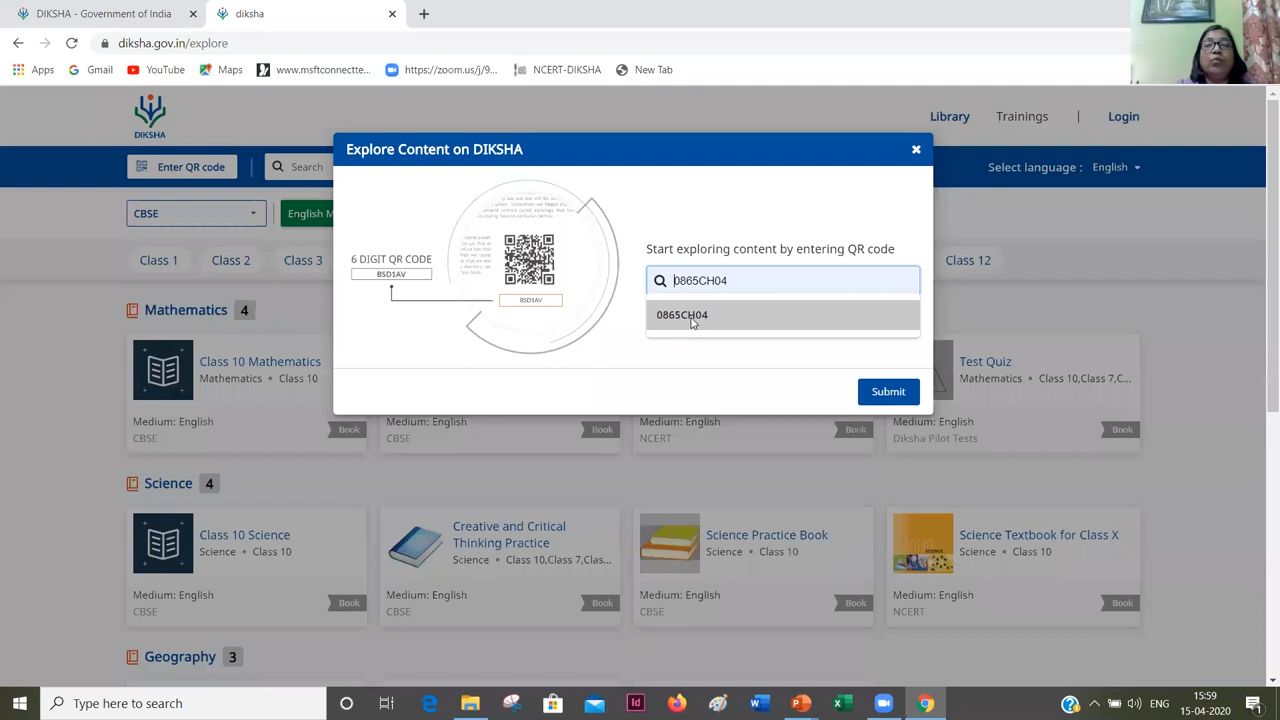 DIKSHA - Government of India
diksha
diksha.gov.in/explore
Apps Gmail YouTube Maps www.msftconnectte... https://zoom.us/j/9... NCERT-DIKSHA New Tab
DIKSHA
Library Trainings | Login
Enter QR code Search
Select language : English
CBSE English M
Explore Content on DIKSHA
6 DIGIT QR CODE
BSD1AV
BSD1AV
Start exploring content by entering QR code
0865CH04
0865CH04
Submit
Class 1 Class 2 Class 3 Class 12
Mathematics 4
Class 10 Mathematics
Mathematics • Class 10
Medium: English
CBSE
Book
Medium: English
CBSE
Book
Medium: English
NCERT
Book
Test Quiz
Mathematics • Class 10,Class 7,C...
Medium: English
Diksha Pilot Tests
Book
Science 4
Class 10 Science
Science • Class 10
Medium: English
CBSE
Book
Creative and Critical
Thinking Practice
Science • Class 10,Class 7,Clas...
Medium: English
CBSE
Book
Science Practice Book
Science • Class 10
Medium: English
CBSE
Book
Science Textbook for Class X
Science • Class 10
Medium: English
NCERT
Book
Geography 3
Type here to search
ENG
15:59
15-04-2020